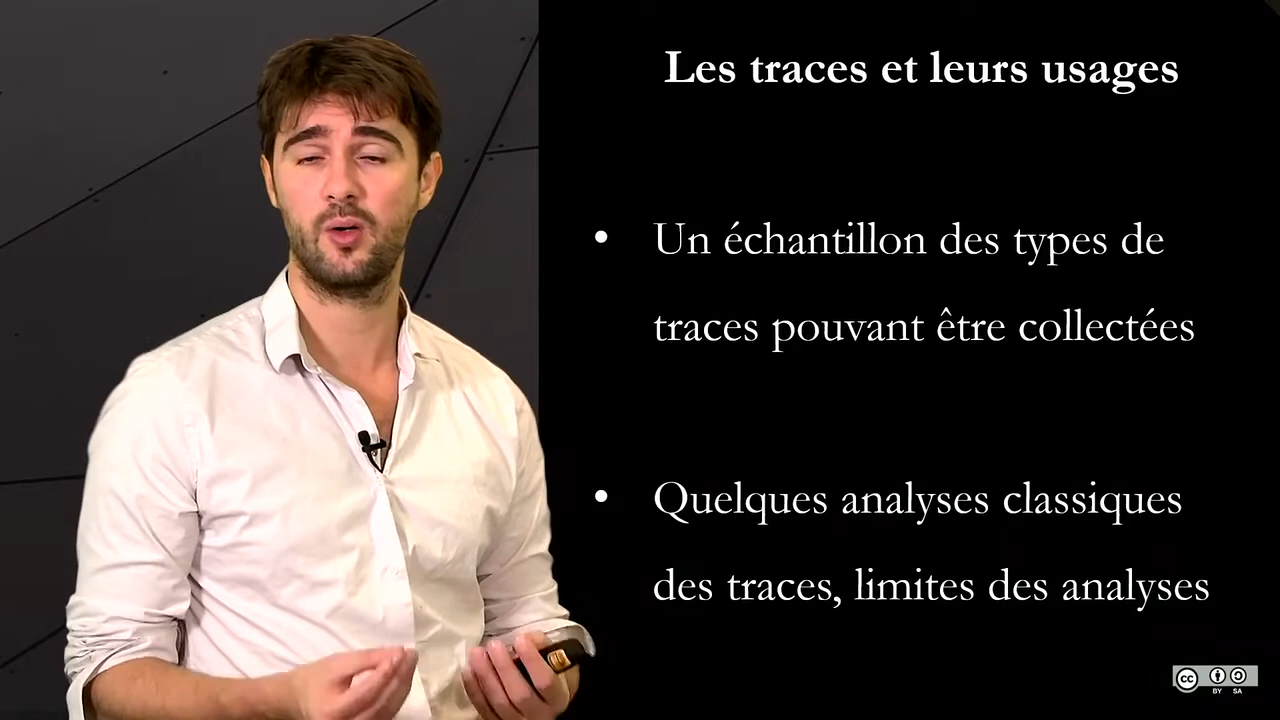 Les traces et leurs usages
• Un échantillon des types de
traces pouvant être collectées
• Quelques analyses classiques
des traces, limites des analyses
cc
BY SA